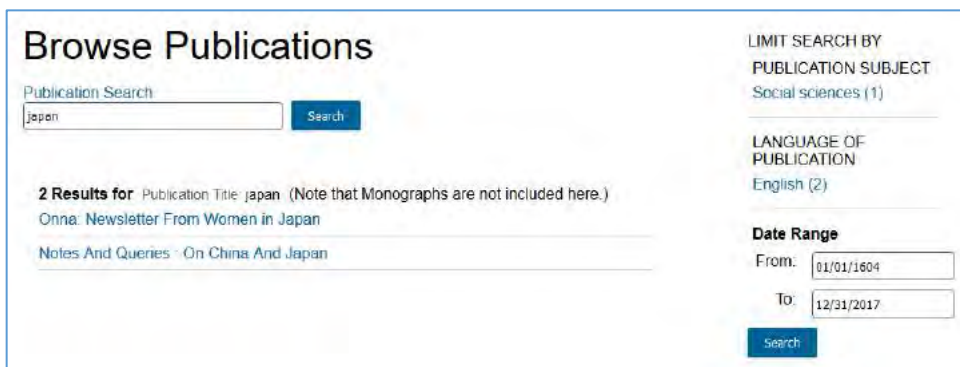 Browse Publications
Publication Search
japan
Search
2 Results for Publication Title: japan (Note that Monographs are not included here.)
Onna: Newsletter From Women in Japan
Notes And Queries : On China And Japan
LIMIT SEARCH BY
PUBLICATION SUBJECT
Social sciences (1)
LANGUAGE OF
PUBLICATION
English (2)
Date Range
From: 01/01/1604
To: 12/31/2017
Search